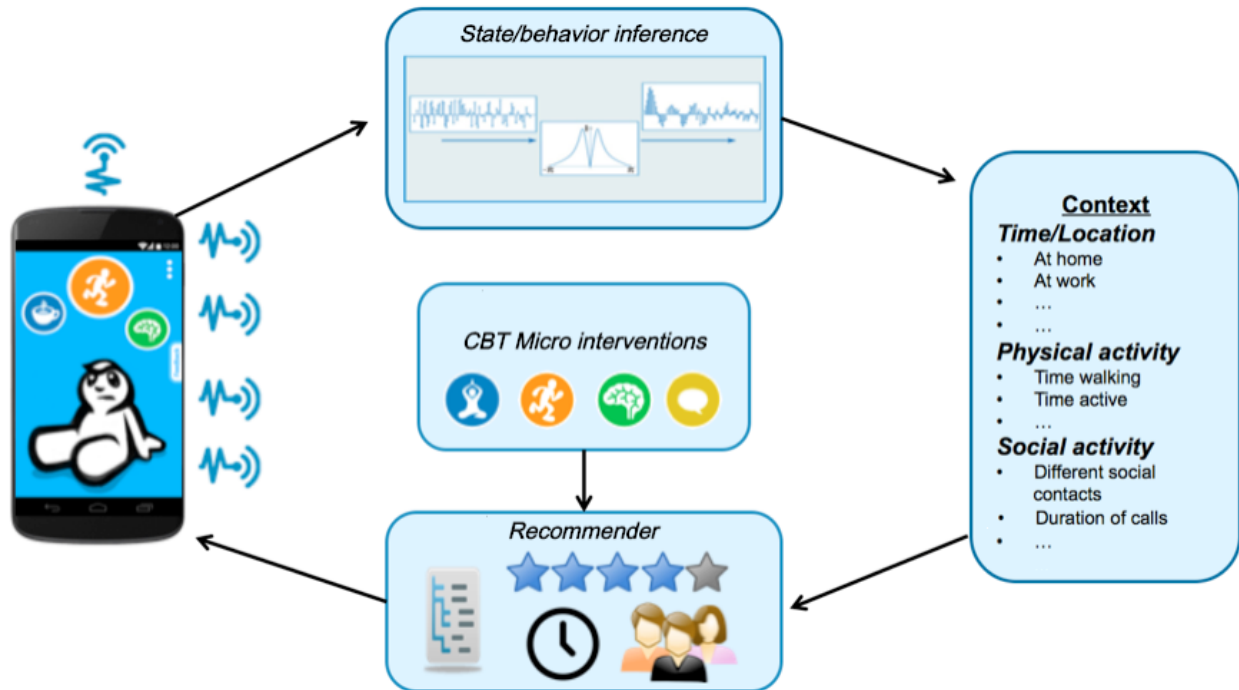 State/behavior inference
Context
Time/Location
• At home
• At work
• …
• …
Physical activity
• Time walking
• Time active
• …
Social activity
• Different social
contacts
• Duration of calls
• …
CBT Micro interventions
Recommender
Feedback